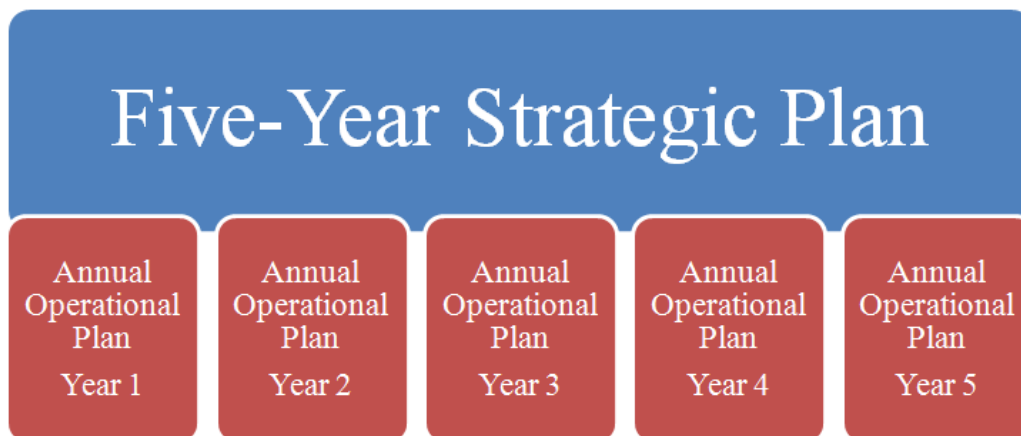 Five-Year Strategic Plan
Annual
Operational
Plan
Year 1
Annual
Operational
Plan
Year 2
Annual
Operational
Plan
Year 3
Annual
Operational
Plan
Year 4
Annual
Operational
Plan
Year 5